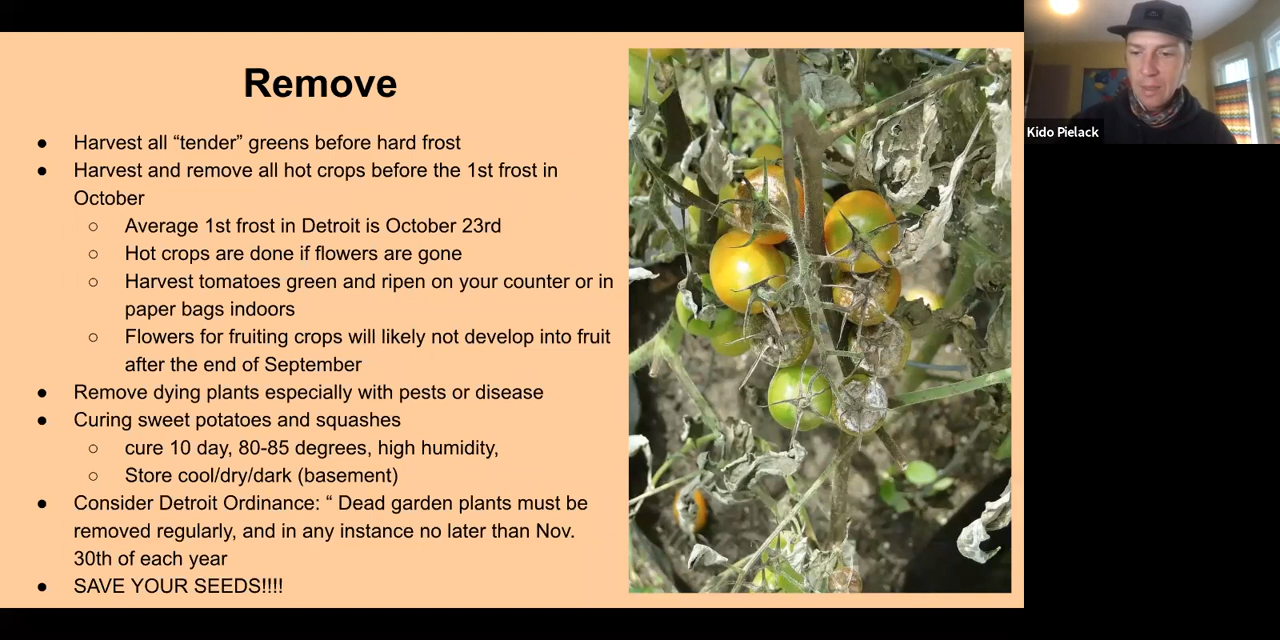 Remove
● Harvest all “tender” greens before hard frost
● Harvest and remove all hot crops before the 1st frost in
October
○ Average 1st frost in Detroit is October 23rd
○ Hot crops are done if flowers are gone
○ Harvest tomatoes green and ripen on your counter or in
paper bags indoors
○ Flowers for fruiting crops will likely not develop into fruit
after the end of September
● Remove dying plants especially with pests or disease
● Curing sweet potatoes and squashes
○ cure 10 day, 80-85 degrees, high humidity,
○ Store cool/dry/dark (basement)
● Consider Detroit Ordinance: “ Dead garden plants must be
removed regularly, and in any instance no later than Nov.
30th of each year
● SAVE YOUR SEEDS!!!!
Kido Pielack